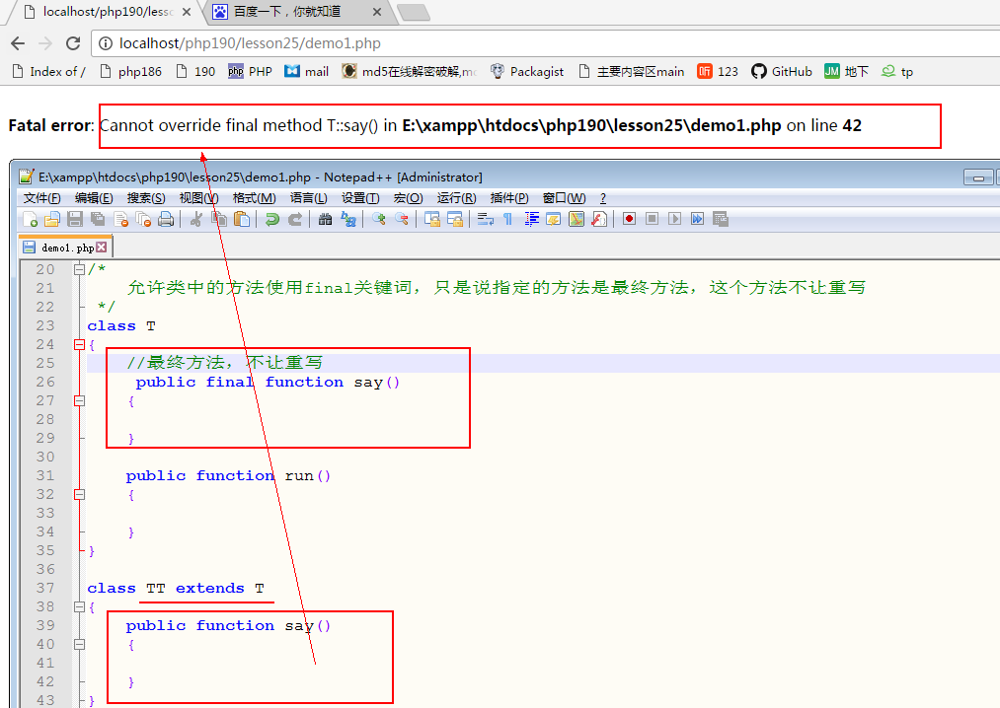 localhost/php190/less
百度一下，你就知道
localhost/php190/lesson25/demo1.php
Index of / php186 190 PHP mail md5在线解密破解,m Packagist 主要内容区main 123 GitHub 地下 tp
Fatal error: Cannot override final method T::say() in E:\xampp\htdocs\php190\lesson25\demo1.php on line 42
E:\xampp\htdocs\php190\lesson25\demo1.php - Notepad++ [Administrator]
文件(F) 编辑(E) 搜索(S) 视图(V) 格式(M) 语言(L) 设置(T) 宏(O) 运行(R) 插件(P) 窗口(W) ?
demo1.php
20 /*
21 允许类中的方法使用final关键词，只是说指定的方法是最终方法，这个方法不让重写
22 */
23 class T
24 {
25 //最终方法，不让重写
26 public final function say()
27 {
28
29 }
30
31 public function run()
32 {
33
34 }
35 }
36
37 class TT extends T
38 {
39 public function say()
40 {
41
42 }
43 }